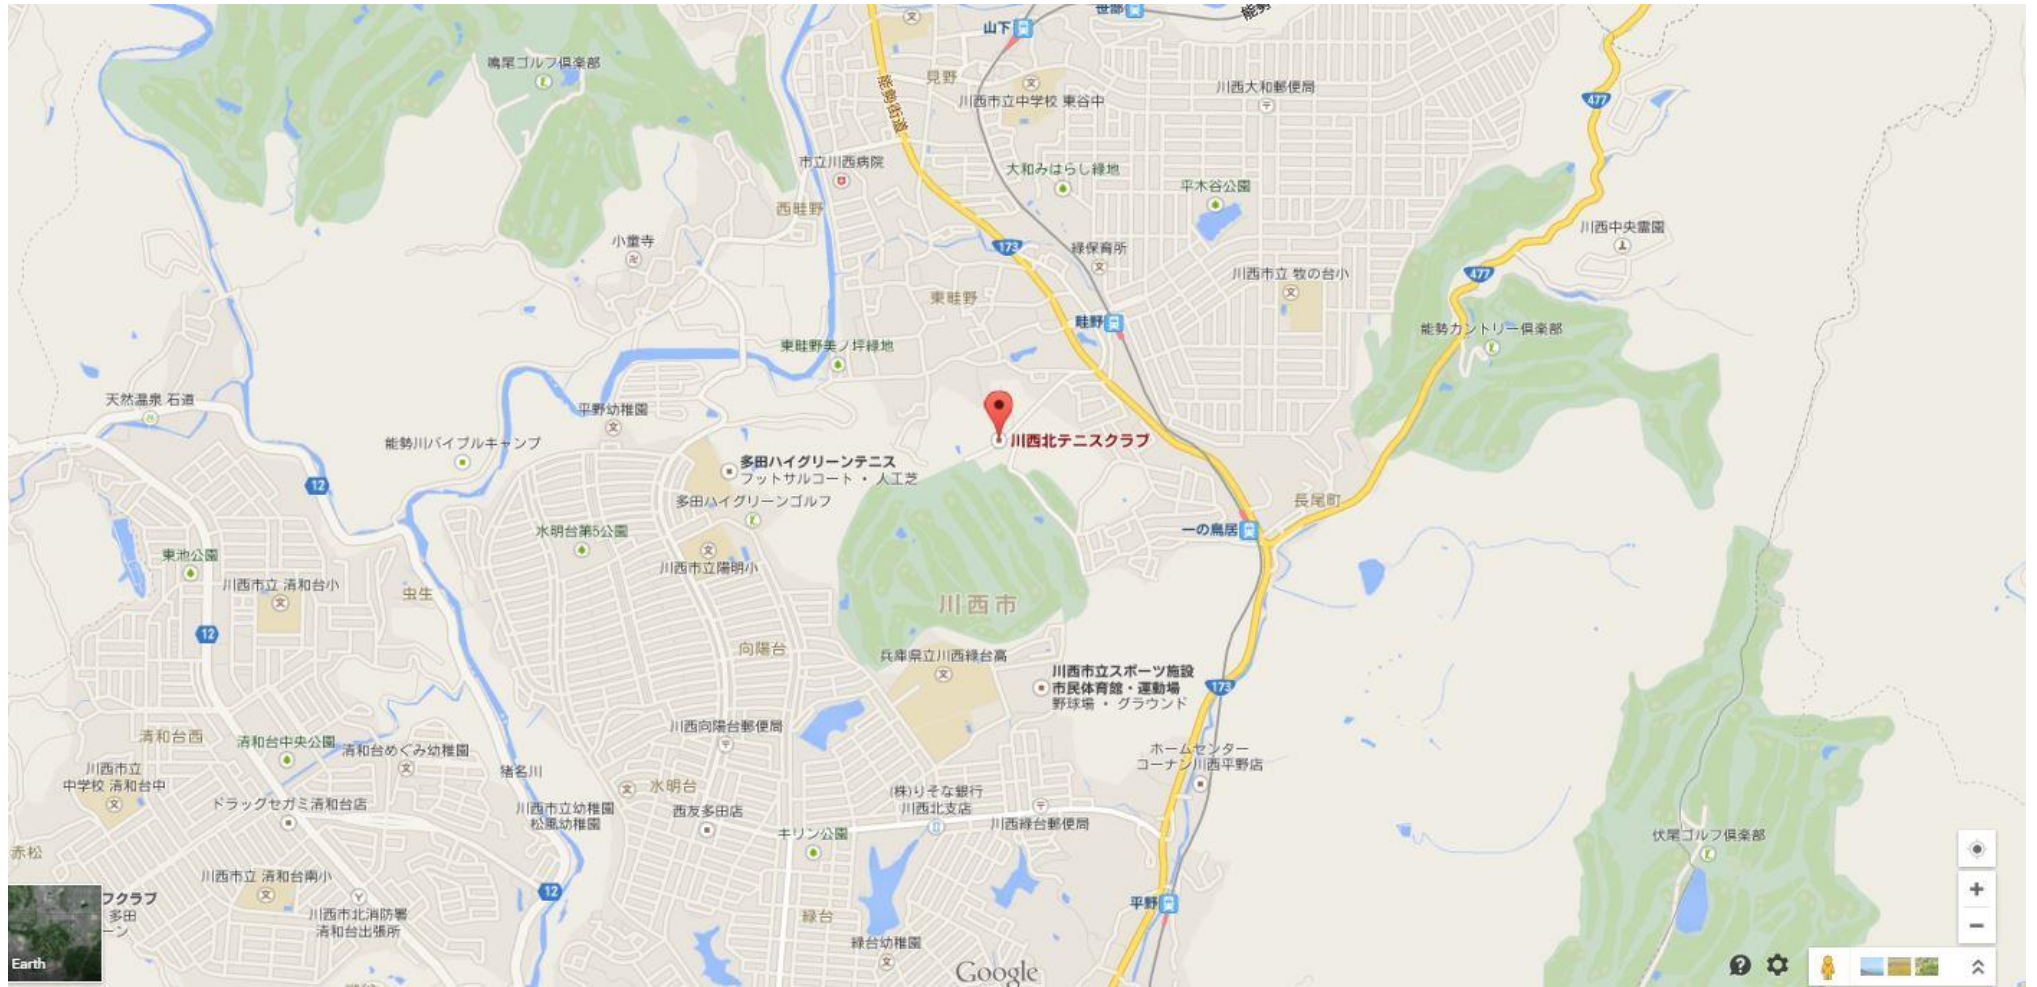 山下
笹部
能勢
鳴尾ゴルフ倶楽部
能勢街道
見野
川西市立中学校 東谷中
川西大和郵便局
477
市立川西病院
大和みはらし緑地
平木谷公園
西畦野
小童寺
173
緑保育所
川西中央霊園
川西市立 牧の台小
477
東畦野
畦野
能勢カントリー倶楽部
東畦野美ノ坪緑地
天然温泉 石道
平野幼稚園
能勢川バイブルキャンプ
川西北テニスクラブ
多田ハイグリーンテニス
フットサルコート・人工芝
多田ハイグリーンゴルフ
12
長尾町
水明台第5公園
一の鳥居
東池公園
川西市立陽明小
川西市立 清和台小
虫生
川西市
12
向陽台
兵庫県立川西緑台高
川西市立スポーツ施設
市民体育館・運動場
野球場・グラウンド
173
川西向陽台郵便局
清和台西
清和台中央公園
清和台めぐみ幼稚園
ホームセンター
コーナン川西平野店
川西市立
中学校 清和台中
猪名川
水明台
(株)りそな銀行
川西北支店
ドラッグセガミ清和台店
川西市立幼稚園
松風幼稚園
西友多田店
川西緑台郵便局
キリン公園
伏尾ゴルフ倶楽部
赤松
川西市立 清和台南小
12
フクラブ
多田
ーン
川西市北消防署
清和台出張所
平野
緑台
緑台幼稚園
Earth
Google